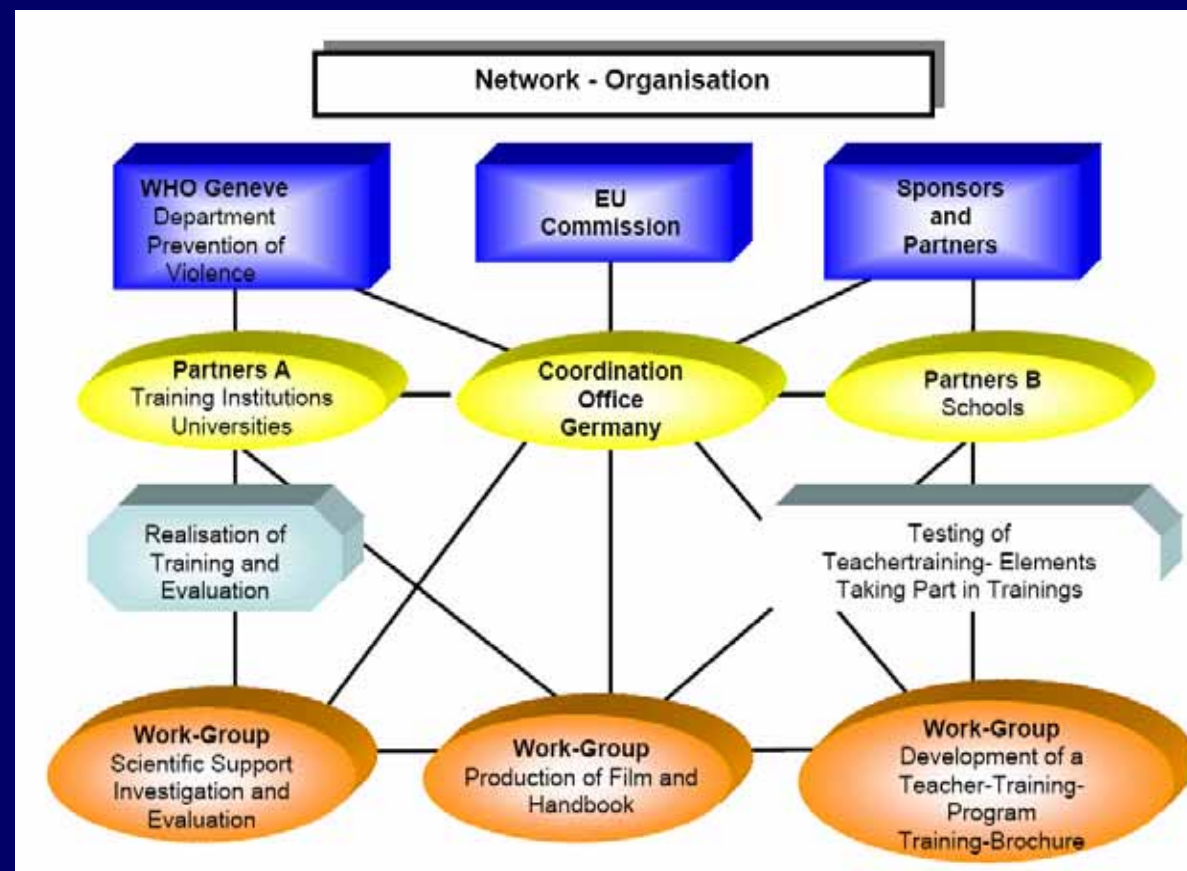 Network - Organisation
WHO Geneve
Department
Prevention of
Violence
EU
Commission
Sponsors
and
Partners
Partners A
Training Institutions
Universities
Coordination
Office
Germany
Partners B
Schools
Realisation of
Training and
Evaluation
Testing of
Teachertraining- Elements
Taking Part in Trainings
Work-Group
Scientific Support
Investigation and
Evaluation
Work-Group
Production of Film and
Handbook
Work-Group
Development of a
Teacher-Training-
Program
Training-Brochure